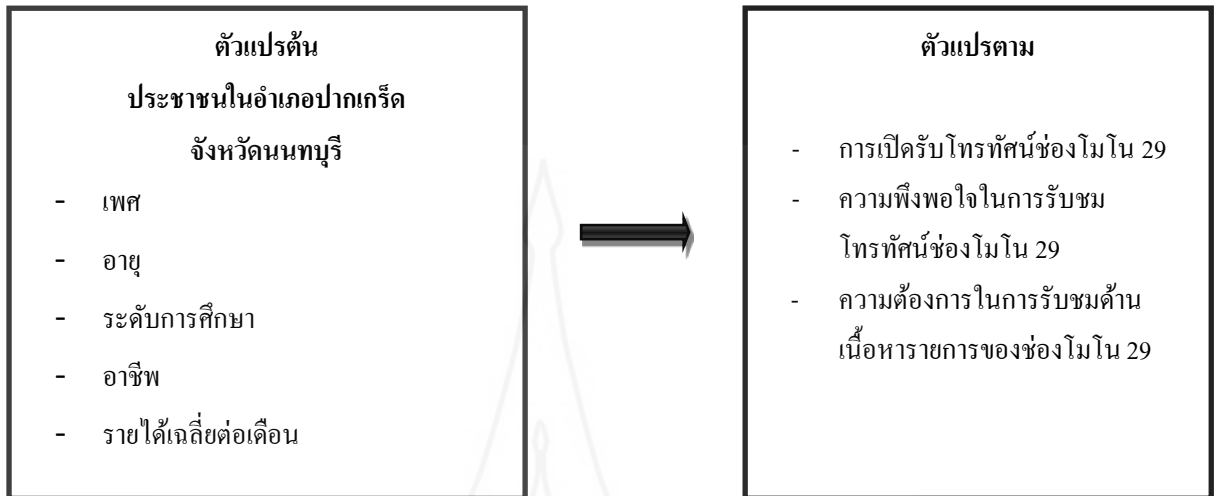 ตัวแปรต้น
ประชาชนในอำเภอปากเกร็ด
จังหวัดนนทบุรี
- เพศ
- อายุ
- ระดับการศึกษา
- อาชีพ
- รายได้เฉลี่ยต่อเดือน
ตัวแปรตาม
- การเปิดรับโทรทัศน์ช่องโมโน 29
- ความพึงพอใจในการรับชม
โทรทัศน์ช่องโมโน 29
- ความต้องการในการรับชมด้าน
เนื้อหารายการของช่องโมโน 29